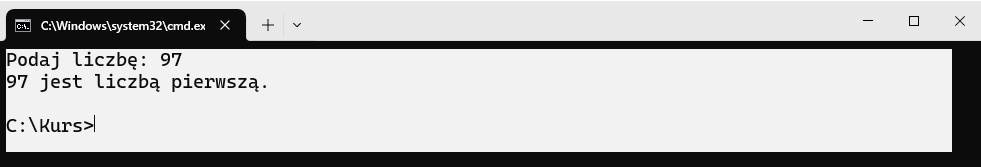 C:\Windows\system32\cmd.ex
Podaj liczbę: 97
97 jest liczbą pierwszą.
C:\Kurs>